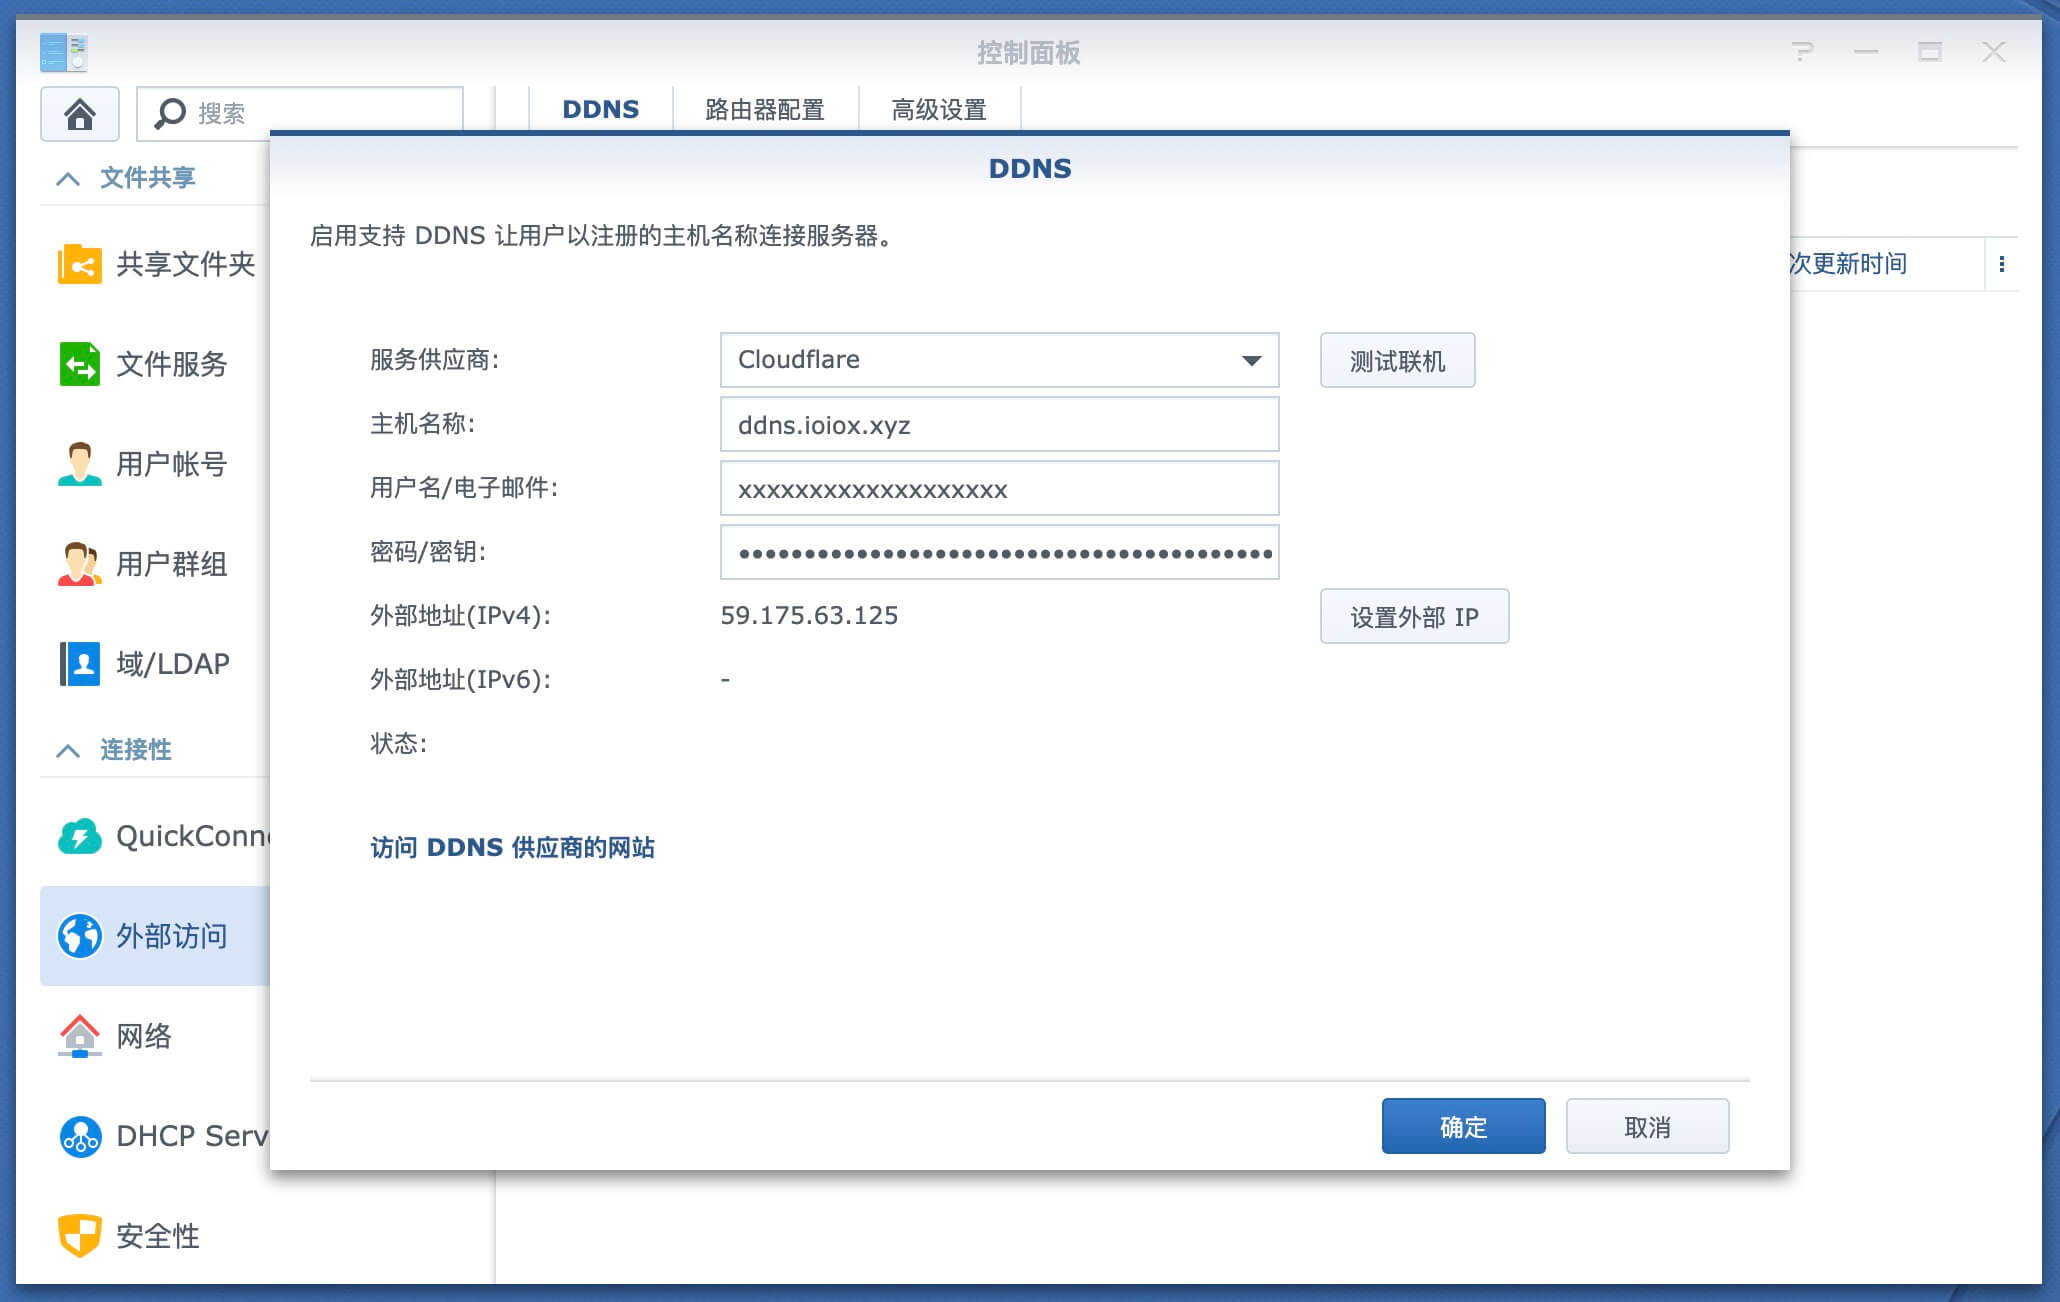 控制面板
搜索
DDNS
路由器配置
高级设置
文件共享
共享文件夹
文件服务
用户帐号
用户群组
域/LDAP
连接性
QuickConne
外部访问
网络
DHCP Serv
安全性
次更新时间
DDNS
启用支持 DDNS 让用户以注册的主机名称连接服务器。
服务供应商: Cloudflare 测试联机
主机名称: ddns.ioiox.xyz
用户名/电子邮件: xxxxxxxxxxxxxxxxxxx
密码/密钥: ●●●●●●●●●●●●●●●●●●●●●●●●●●●●●●●●●●●●●●●●●
外部地址(IPv4): 59.175.63.125 设置外部 IP
外部地址(IPv6): -
状态:
访问 DDNS 供应商的网站
确定 取消